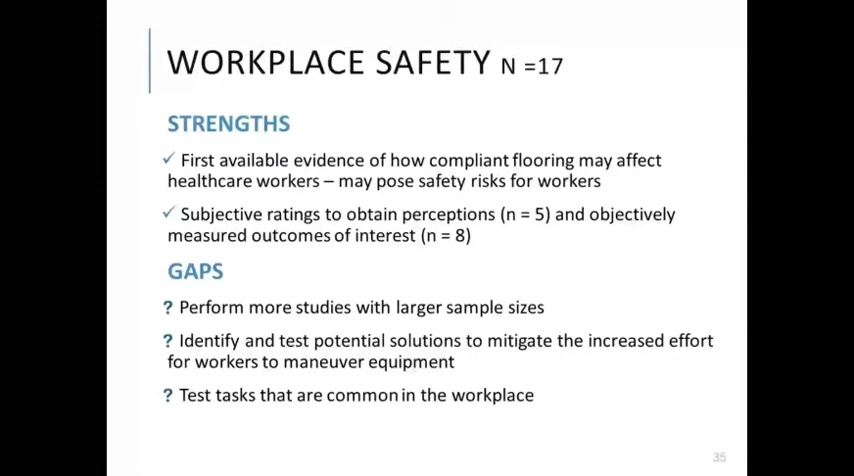 WORKPLACE SAFETY N =17
STRENGTHS
✓ First available evidence of how compliant flooring may affect
healthcare workers – may pose safety risks for workers
✓ Subjective ratings to obtain perceptions (n = 5) and objectively
measured outcomes of interest (n = 8)
GAPS
? Perform more studies with larger sample sizes
? Identify and test potential solutions to mitigate the increased effort
for workers to maneuver equipment
? Test tasks that are common in the workplace
35